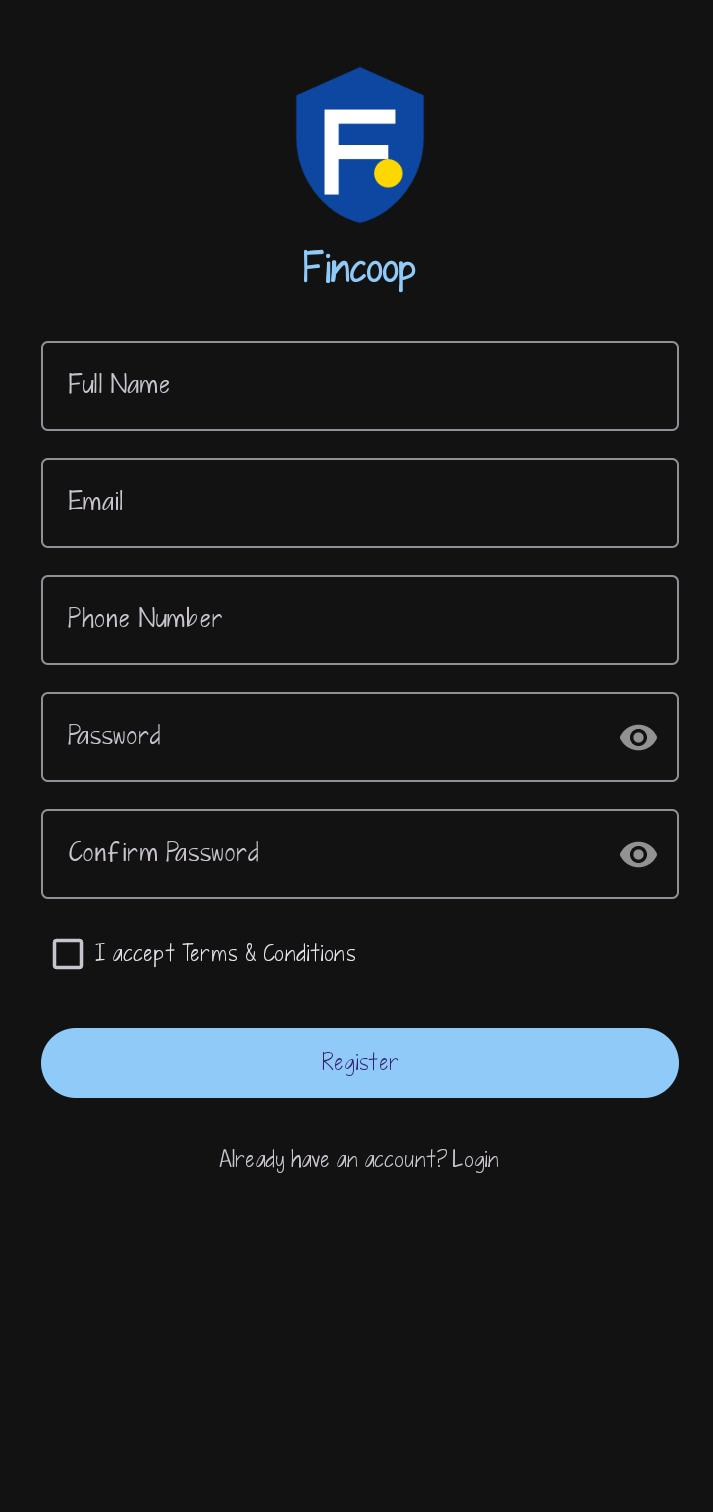 F
Fincoop
Full Name
Email
Phone Number
Password
Confirm Password
I accept Terms & Conditions
Register
Already have an account? Login